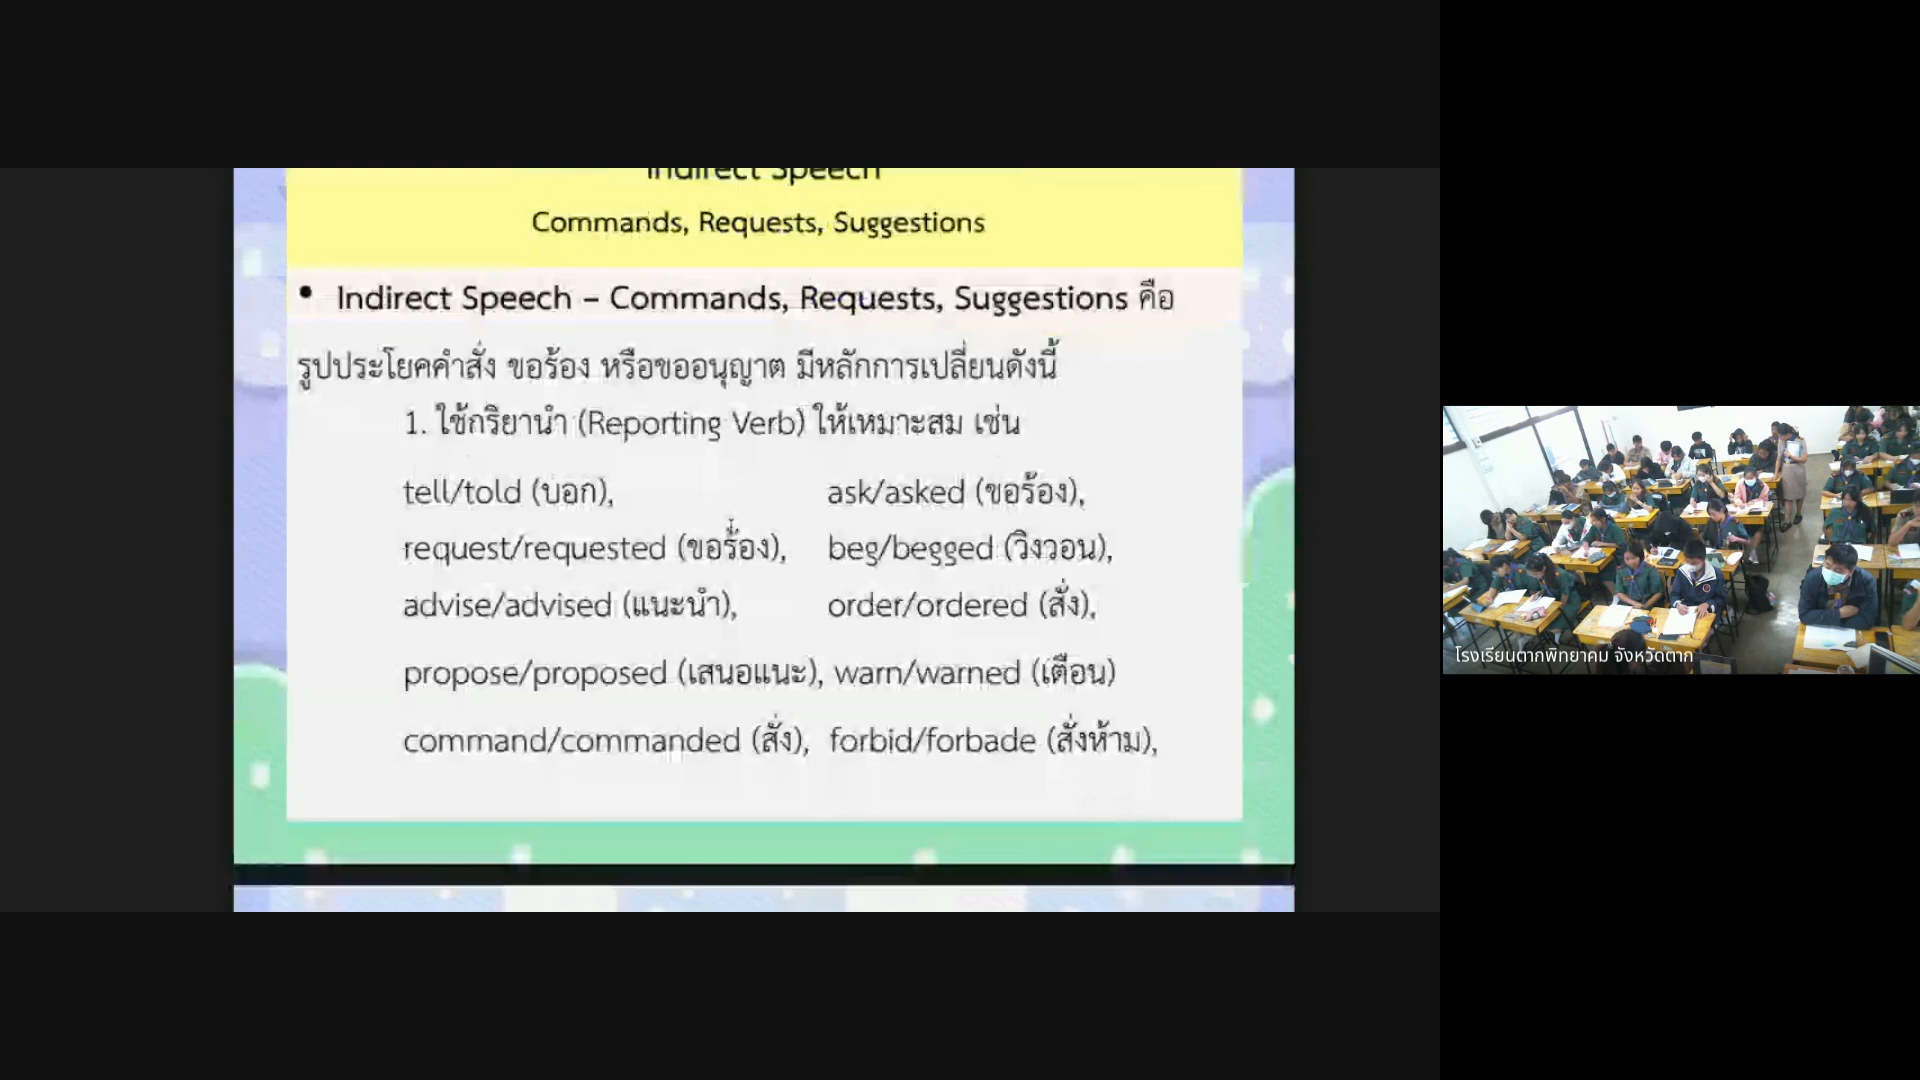 Indirect Speech
Commands, Requests, Suggestions
• Indirect Speech – Commands, Requests, Suggestions คือ
รูปประโยคคำสั่ง ขอร้อง หรือขออนุญาต มีหลักการเปลี่ยนดังนี้
1. ใช้กริยานำ (Reporting Verb) ให้เหมาะสม เช่น
tell/told (บอก), ask/asked (ขอร้อง),
request/requested (ขอร้อง), beg/begged (วิงวอน),
advise/advised (แนะนำ), order/ordered (สั่ง),
propose/proposed (เสนอแนะ), warn/warned (เตือน)
command/commanded (สั่ง), forbid/forbade (สั่งห้าม),
โรงเรียนตากพิทยาคม จังหวัดตาก